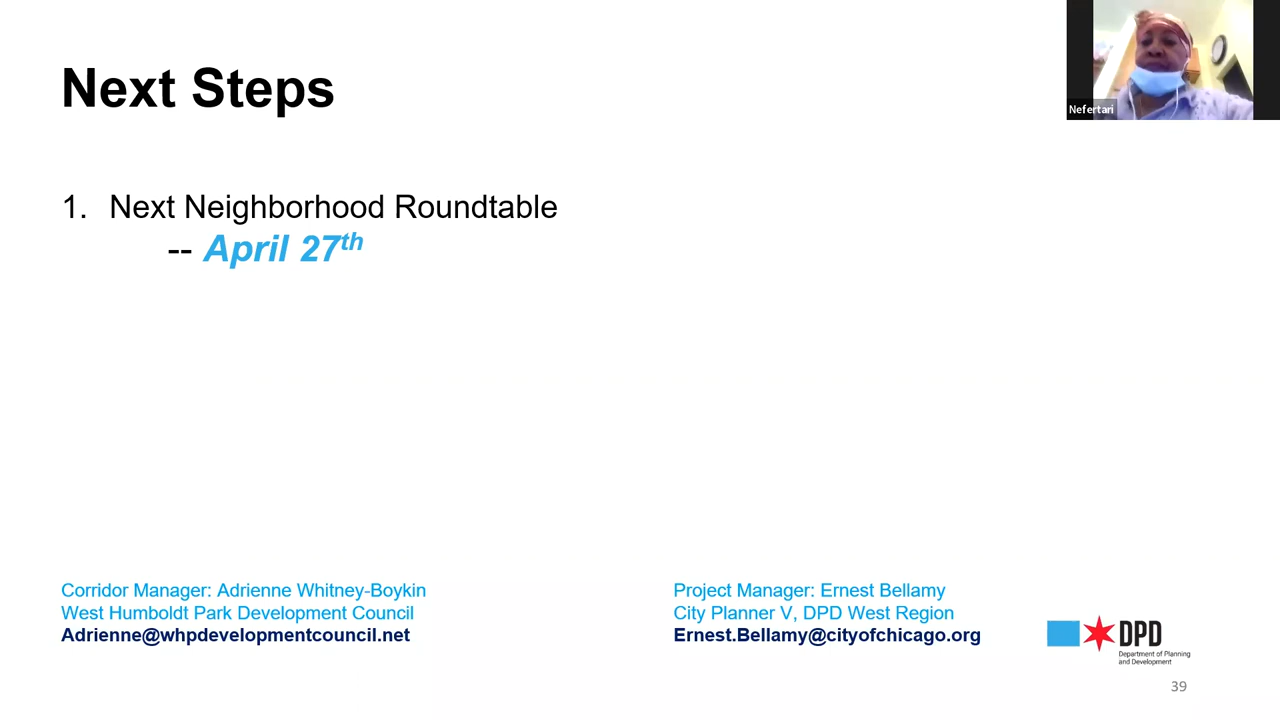 Next Steps
Nefertari
1. Next Neighborhood Roundtable
-- April 27th
Corridor Manager: Adrienne Whitney-Boykin
West Humboldt Park Development Council
Adrienne@whpdevelopmentcouncil.net
Project Manager: Ernest Bellamy
City Planner V, DPD West Region
Ernest.Bellamy@cityofchicago.org
DPD
Department of Planning
and Development
39